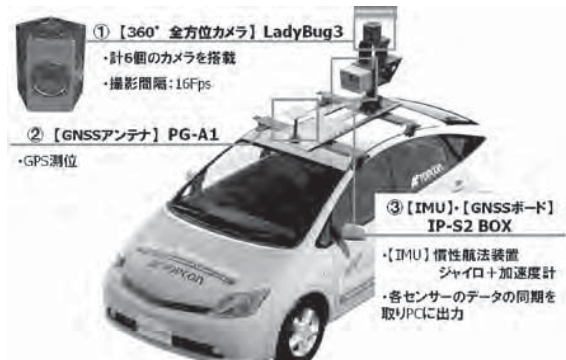 ① 【360° 全方位カメラ】 LadyBug3
・計6個のカメラを搭載
・撮影間隔：16Fps
② 【GNSSアンテナ】 PG-A1
・GPS測位
③【IMU】・【GNSSボード】
IP-S2 BOX
・【IMU】慣性航法装置
ジャイロ＋加速度計
・各センサーのデータの同期を
取りPCに出力
TOPCON
TOPCON